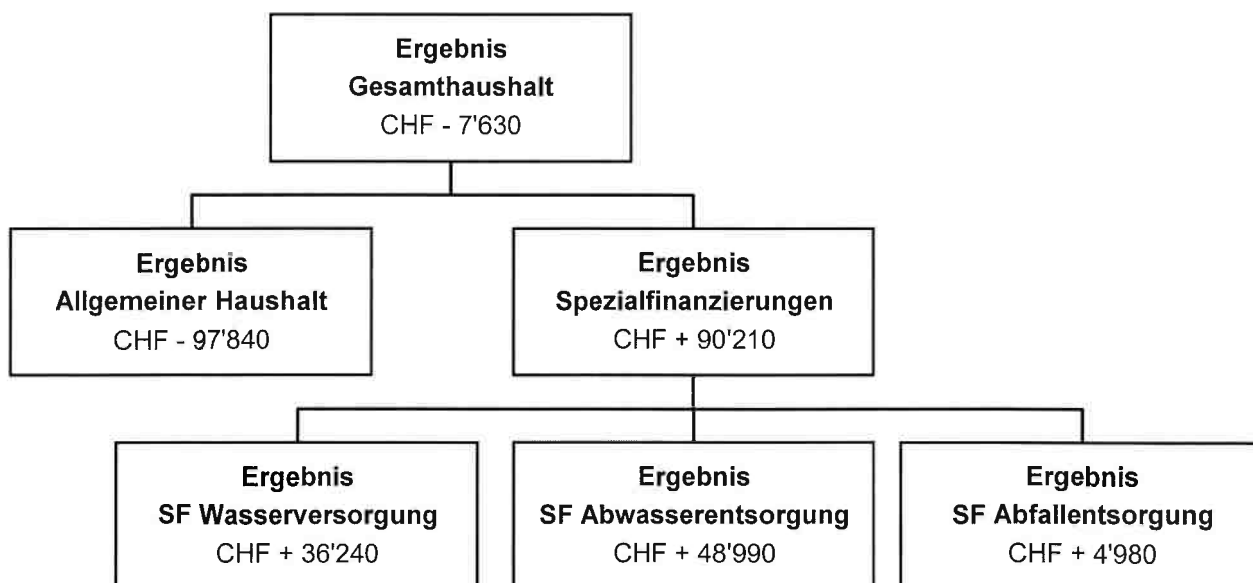 Ergebnis
Gesamthaushalt
CHF - 7'630
Ergebnis
Allgemeiner Haushalt
CHF - 97'840
Ergebnis
Spezialfinanzierungen
CHF + 90'210
Ergebnis
SF Wasserversorgung
CHF + 36'240
Ergebnis
SF Abwasserentsorgung
CHF + 48'990
Ergebnis
SF Abfallentsorgung
CHF + 4'980